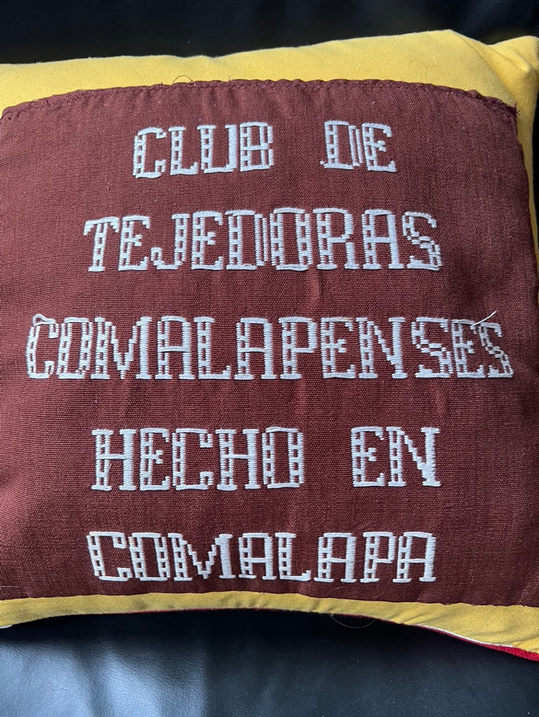 CLUB DE
TEJEDORAS
COMALAPENSES
HECHO EN
COMALAPA